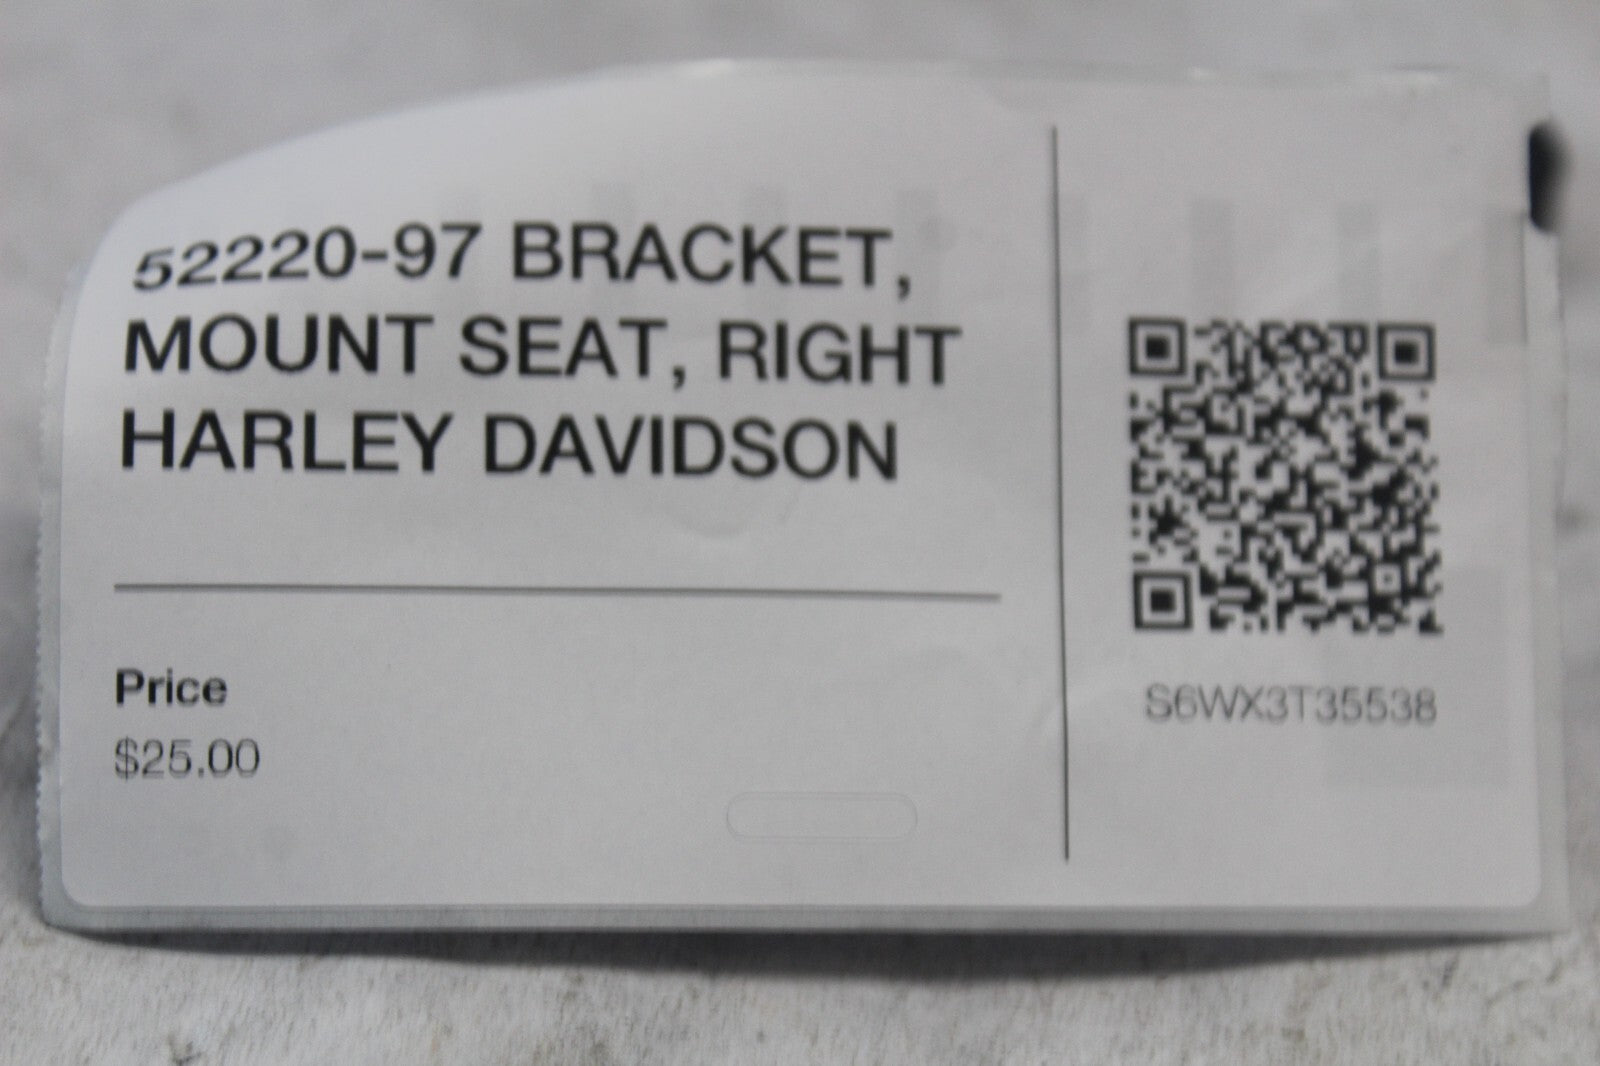 52220-97 BRACKET,
MOUNT SEAT, RIGHT
HARLEY DAVIDSON
Price
$25.00
S6WX3T35538